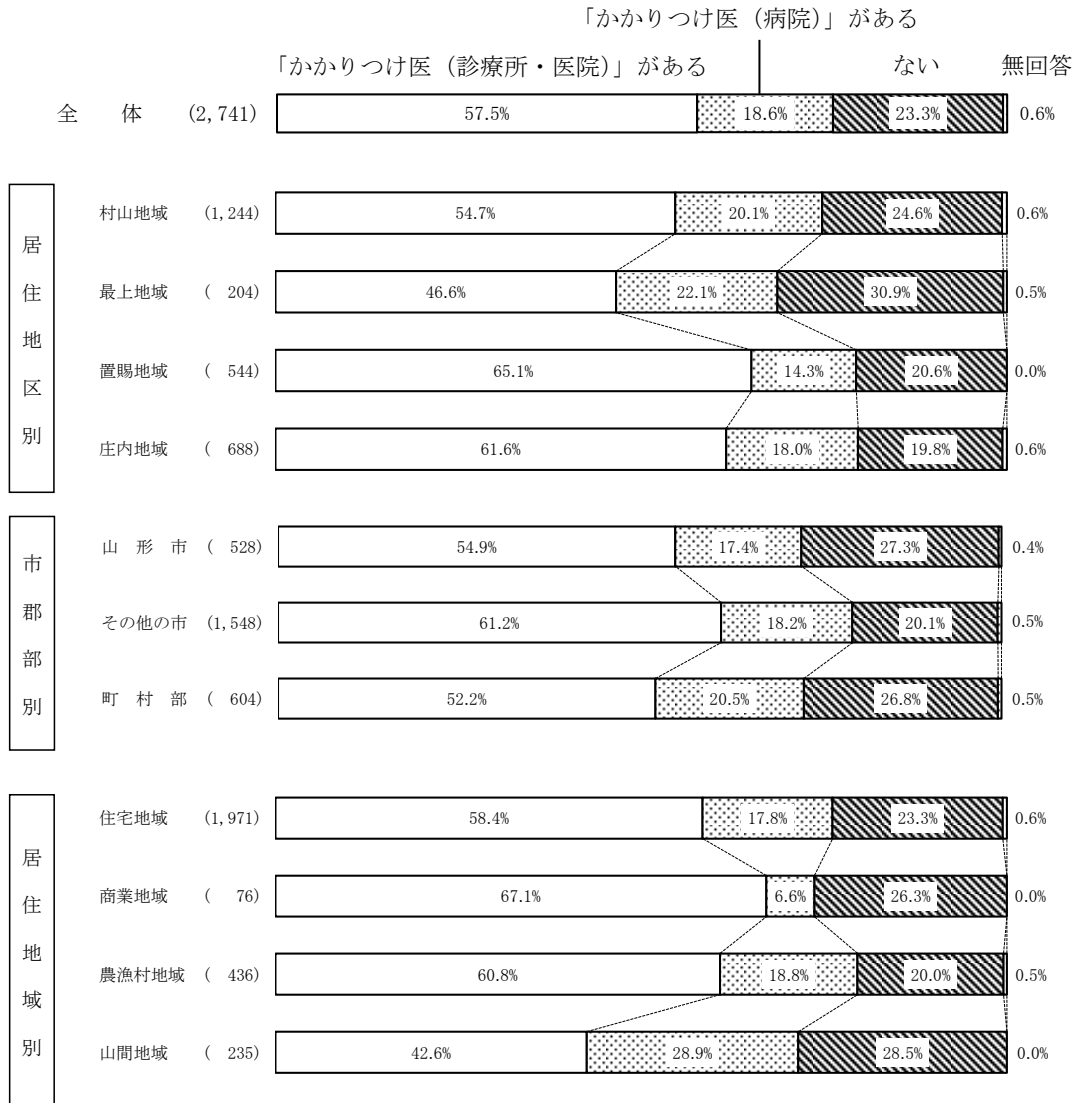 「かかりつけ医（病院）」がある
「かかりつけ医（診療所・医院）」がある ない 無回答
全 体 (2,741) 57.5% 18.6% 23.3% 0.6%
居住地区別
村山地域 (1,244) 54.7% 20.1% 24.6% 0.6%
最上地域 ( 204) 46.6% 22.1% 30.9% 0.5%
置賜地域 ( 544) 65.1% 14.3% 20.6% 0.0%
庄内地域 ( 688) 61.6% 18.0% 19.8% 0.6%
市郡部別
山 形 市 ( 528) 54.9% 17.4% 27.3% 0.4%
その他の市 (1,548) 61.2% 18.2% 20.1% 0.5%
町 村 部 ( 604) 52.2% 20.5% 26.8% 0.5%
居住地域別
住宅地域 (1,971) 58.4% 17.8% 23.3% 0.6%
商業地域 ( 76) 67.1% 6.6% 26.3% 0.0%
農漁村地域 ( 436) 60.8% 18.8% 20.0% 0.5%
山間地域 ( 235) 42.6% 28.9% 28.5% 0.0%